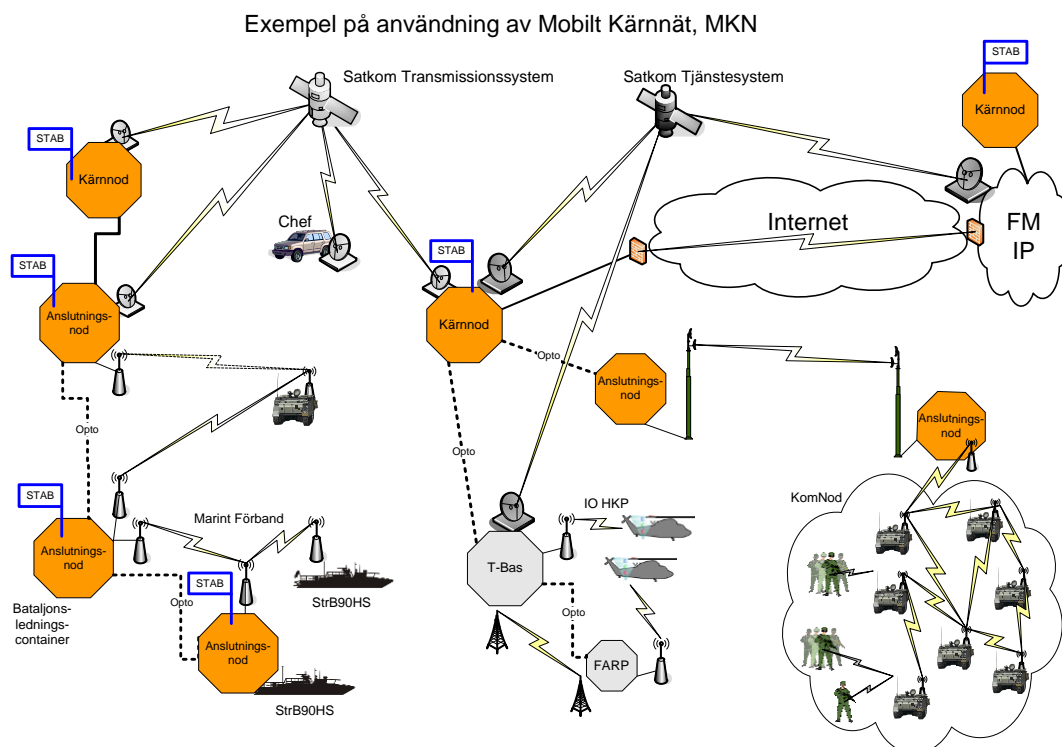 Exempel på användning av Mobilt Kärnnät, MKN
Satkom Transmissionssystem
Satkom Tjänstesystem
STAB
Kärnnod
STAB
Kärnnod
Chef
Internet
FM
IP
STAB
Anslutnings-
nod
STAB
Kärnnod
Opto
Anslutnings-
nod
Anslutnings-
nod
Opto
Opto
KomNod
STAB
Anslutnings-
nod
Marint Förband
IO HKP
T-Bas
StrB90HS
Bataljons-
lednings-
container
Opto
STAB
Anslutnings-
nod
Opto
FARP
StrB90HS